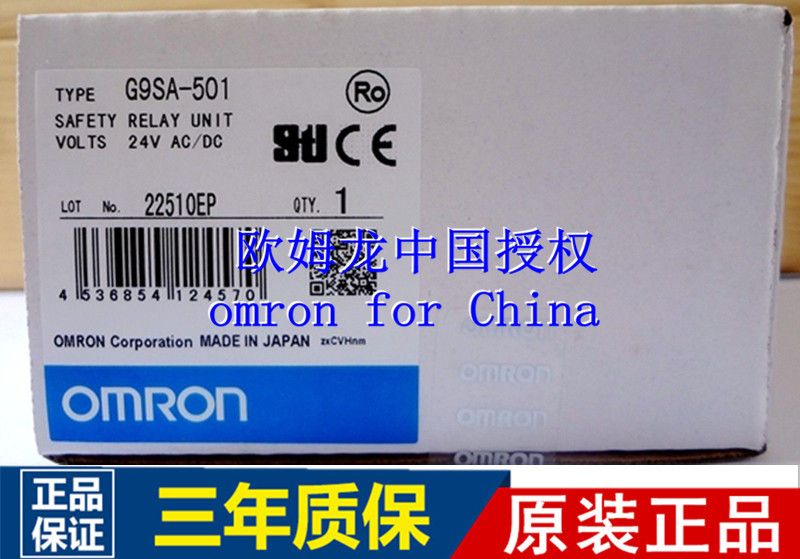 TYPE G9SA-501
Ro
SAFETY RELAY UNIT
VOLTS 24V AC/DC
CE
LOT No. 22510EP QTY. 1
欧姆龙中国授权
4 536854 124570
omron for China
OMRON Corporation MADE IN JAPAN zxCVHnm
OMRON
OMRON
OMRON
OMRON
OMRON
正品
保证
三年质保
原装正品